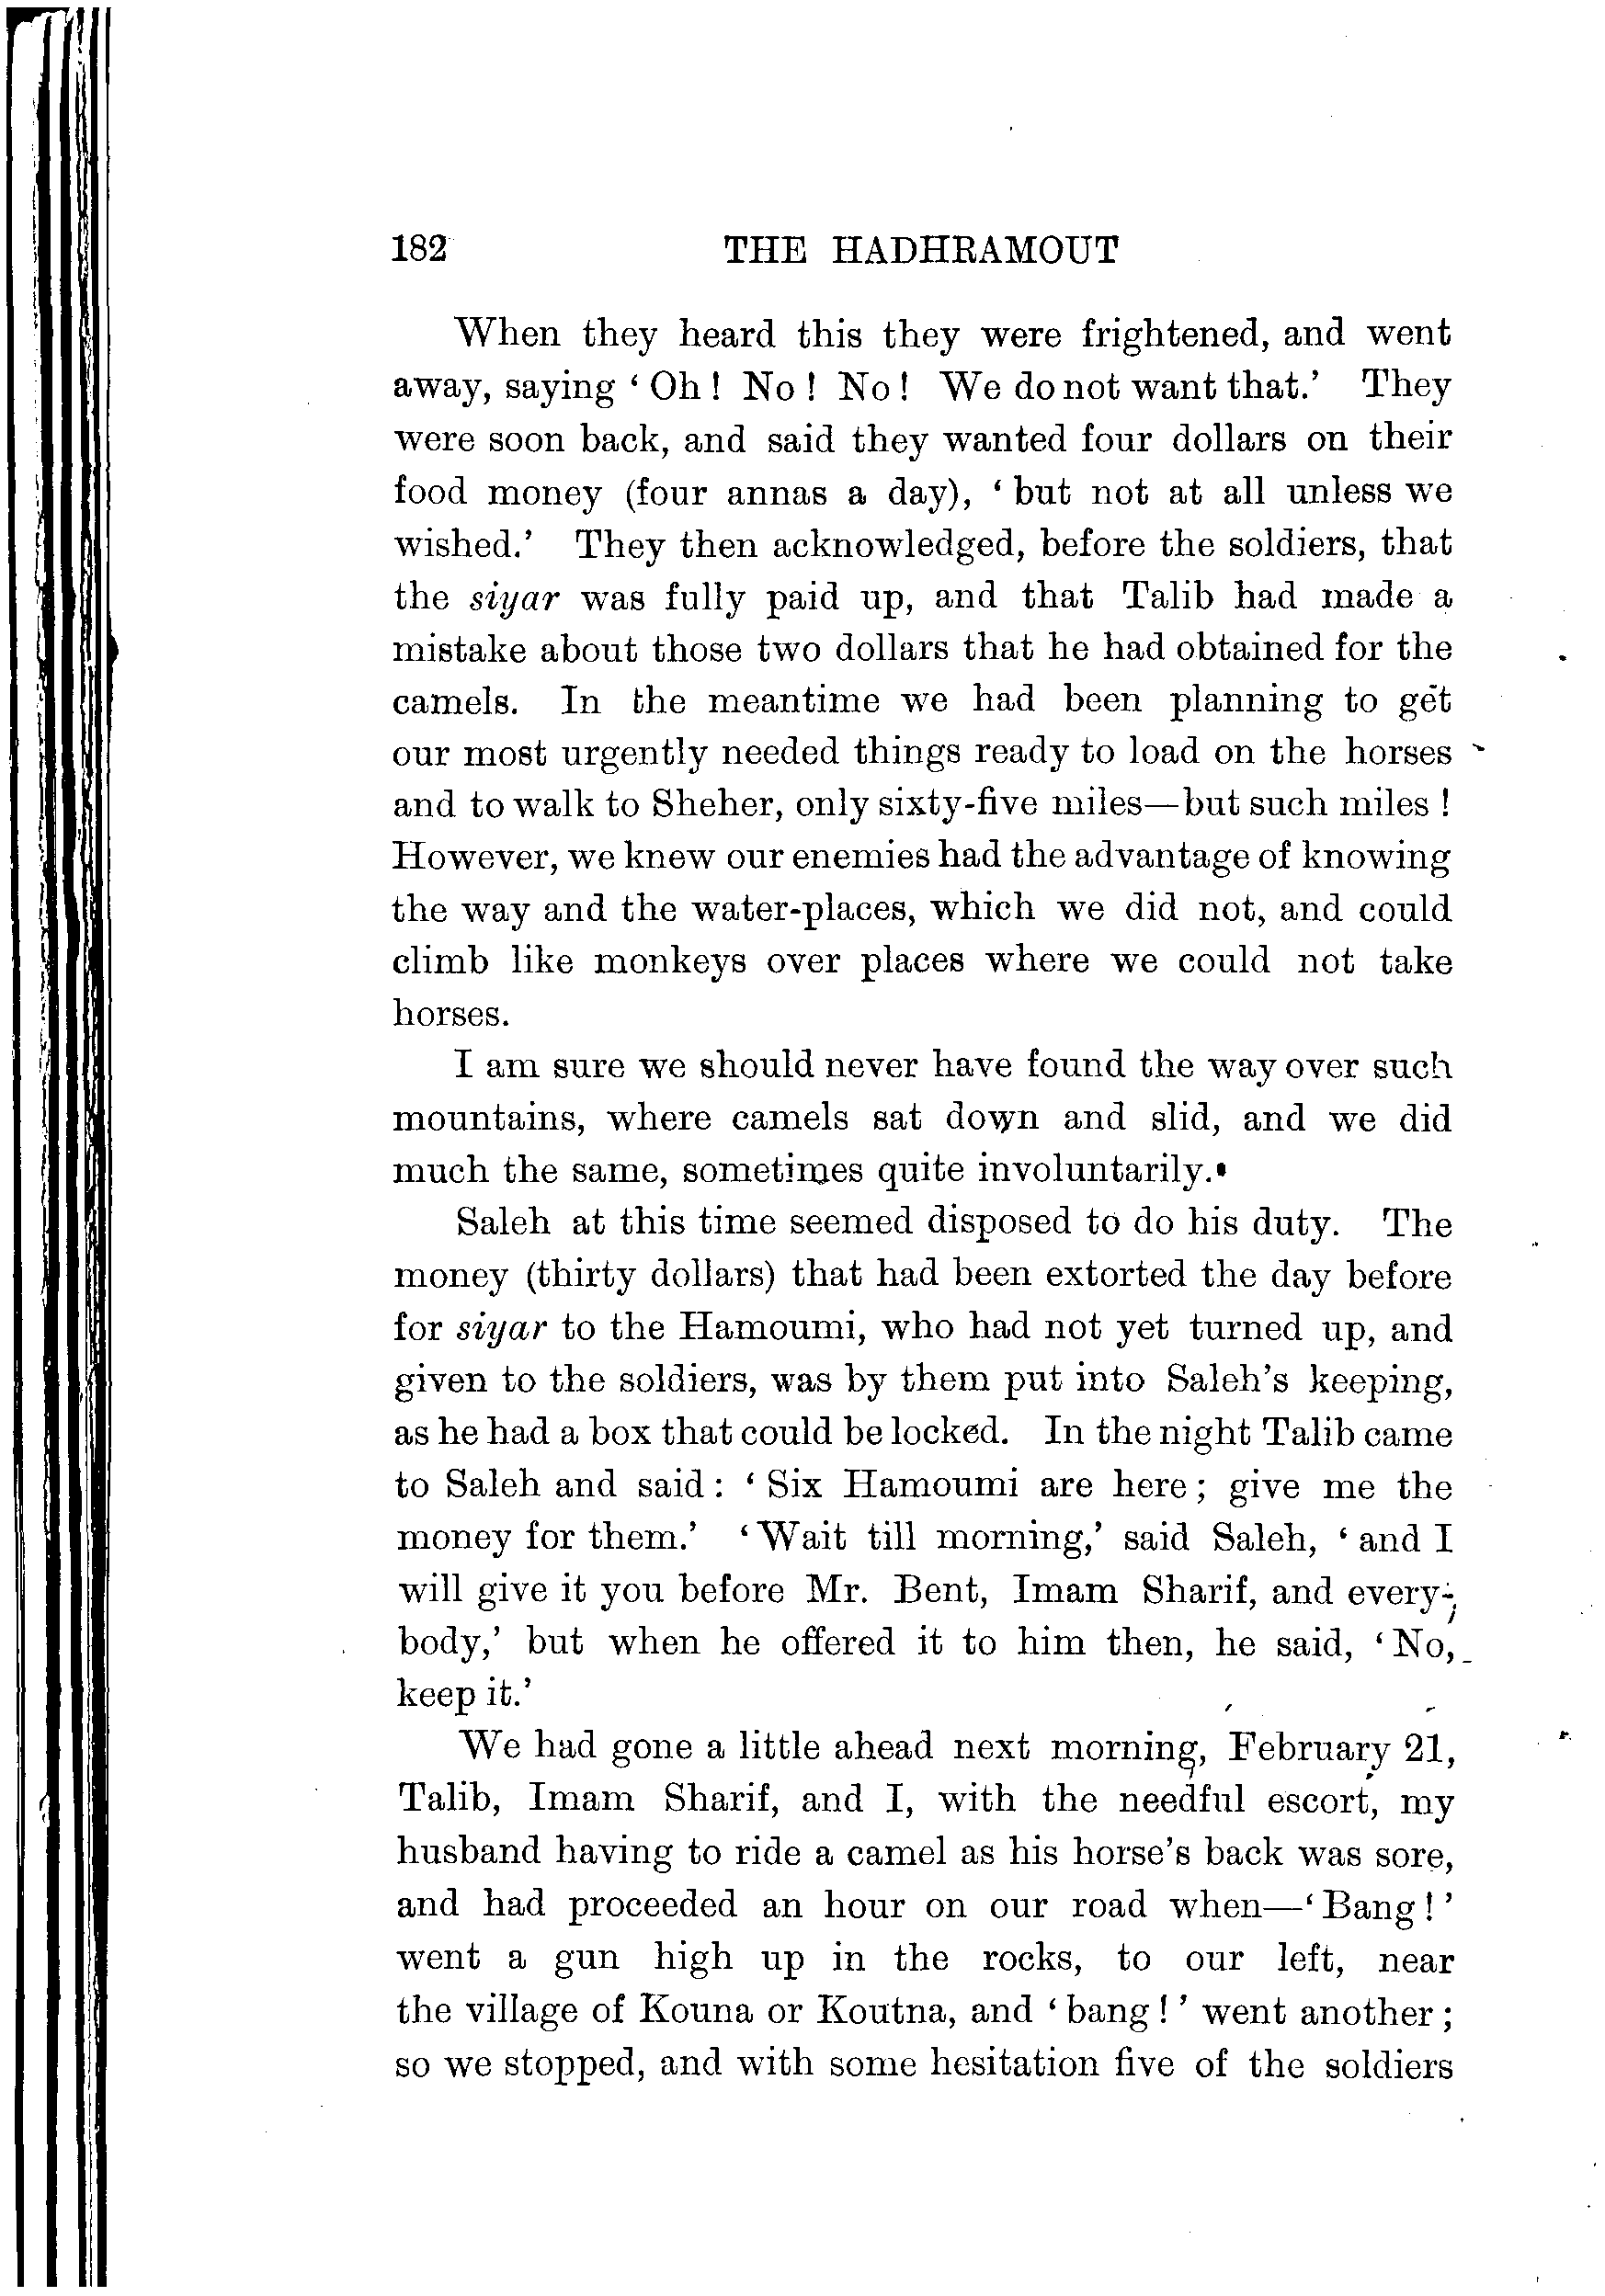 182 THE HADHRAMOUT
When they heard this they were frightened, and went
away, saying ‘ Oh ! No ! No ! We do not want that.’ They
were soon back, and said they wanted four dollars on their
food money (four annas a day), ‘ but not at all unless we
wished.’ They then acknowledged, before the soldiers, that
the siyar was fully paid up, and that Talib had made a
mistake about those two dollars that he had obtained for the
camels. In the meantime we had been planning to get
our most urgently needed things ready to load on the horses
and to walk to Sheher, only sixty-five miles—but such miles !
However, we knew our enemies had the advantage of knowing
the way and the water-places, which we did not, and could
climb like monkeys over places where we could not take
horses.
I am sure we should never have found the way over such
mountains, where camels sat down and slid, and we did
much the same, sometimes quite involuntarily.
Saleh at this time seemed disposed to do his duty. The
money (thirty dollars) that had been extorted the day before
for siyar to the Hamoumi, who had not yet turned up, and
given to the soldiers, was by them put into Saleh’s keeping,
as he had a box that could be locked. In the night Talib came
to Saleh and said : ‘ Six Hamoumi are here ; give me the
money for them.’ ‘ Wait till morning,’ said Saleh, ‘ and I
will give it you before Mr. Bent, Imam Sharif, and every-
body,’ but when he offered it to him then, he said, ‘ No,
keep it.’
We had gone a little ahead next morning, February 21,
Talib, Imam Sharif, and I, with the needful escort, my
husband having to ride a camel as his horse’s back was sore,
and had proceeded an hour on our road when—‘ Bang ! ’
went a gun high up in the rocks, to our left, near
the village of Kouna or Koutna, and ‘ bang ! ’ went another ;
so we stopped, and with some hesitation five of the soldiers